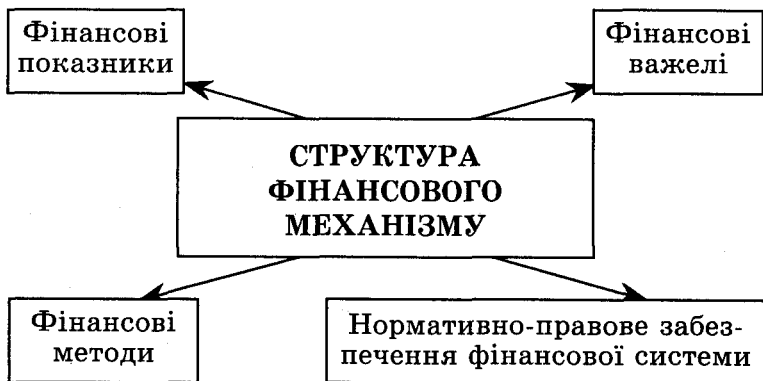 Фінансові
показники
Фінансові
важелі
СТРУКТУРА
ФІНАНСОВОГО
МЕХАНІЗМУ
Фінансові
методи
Нормативно-правове забез-
печення фінансової системи